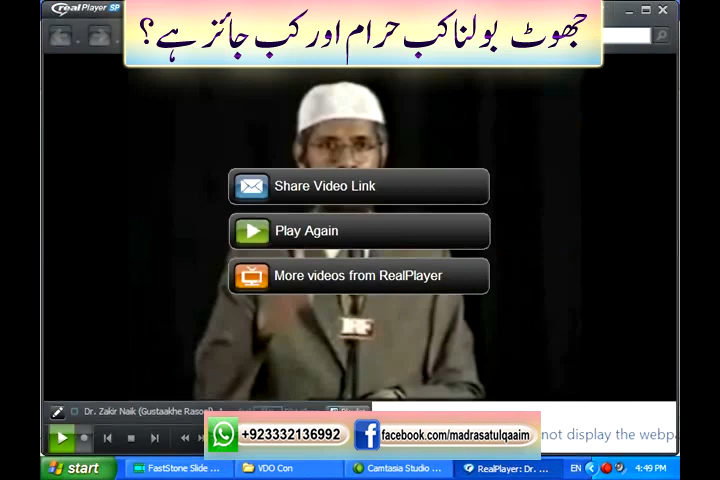 realPlayer SP
جھوٹ بولنا کب حرام اور کب جائز ہے؟
Share Video Link
Play Again
More videos from RealPlayer
IRF
Dr. Zakir Naik (Gustaakhe Rasool)
+923332136992
facebook.com/madrasatulqaaim
not display the webpa
start
FastStone Slide ...
VDO Con
Camtasia Studio ...
RealPlayer: Dr. ...
EN
4:49 PM